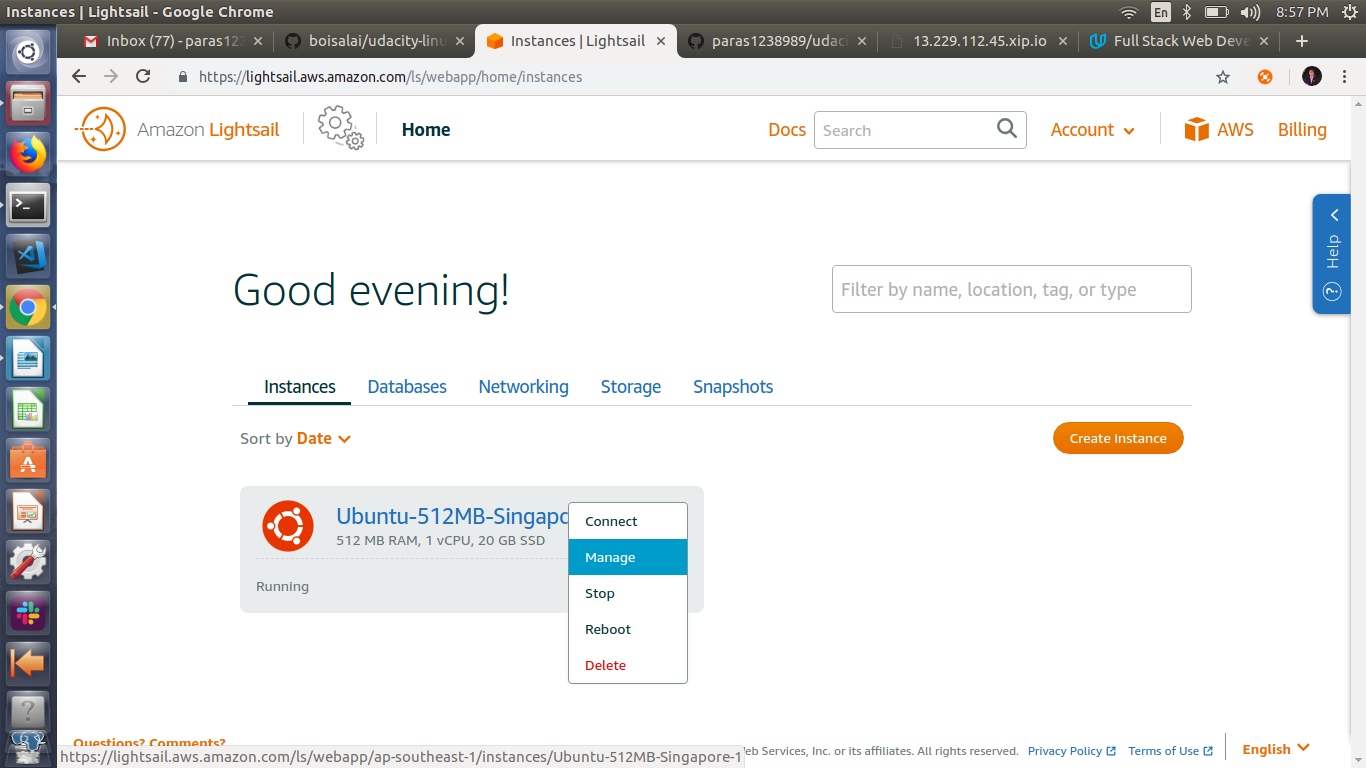 Instances | Lightsail - Google Chrome
En
8:57 PM
Inbox (77) - paras123
boisalai/udacity-linu
Instances | Lightsail
paras1238989/udaci
13.229.112.45.xip.io
Full Stack Web Deve
https://lightsail.aws.amazon.com/ls/webapp/home/instances
Amazon Lightsail
Home
Docs
Search
Account
AWS
Billing
Help
Good evening!
Filter by name, location, tag, or type
Instances
Databases
Networking
Storage
Snapshots
Sort by Date
Create instance
Ubuntu-512MB-Singapo
512 MB RAM, 1 vCPU, 20 GB SSD
Running
Connect
Manage
Stop
Reboot
Delete
Questions? Comments?
https://lightsail.aws.amazon.com/ls/webapp/ap-southeast-1/instances/Ubuntu-512MB-Singapore-1
eb Services, Inc. or its affiliates. All rights reserved.
Privacy Policy
Terms of Use
English